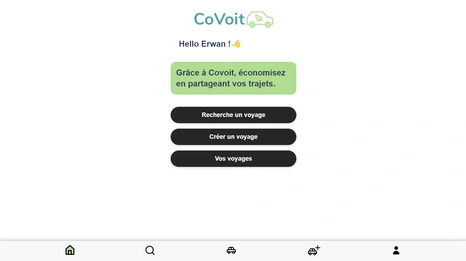 CoVoit
Hello Erwan !
Grâce à Covoit, économisez
en partageant vos trajets.
Recherche un voyage
Créer un voyage
Vos voyages